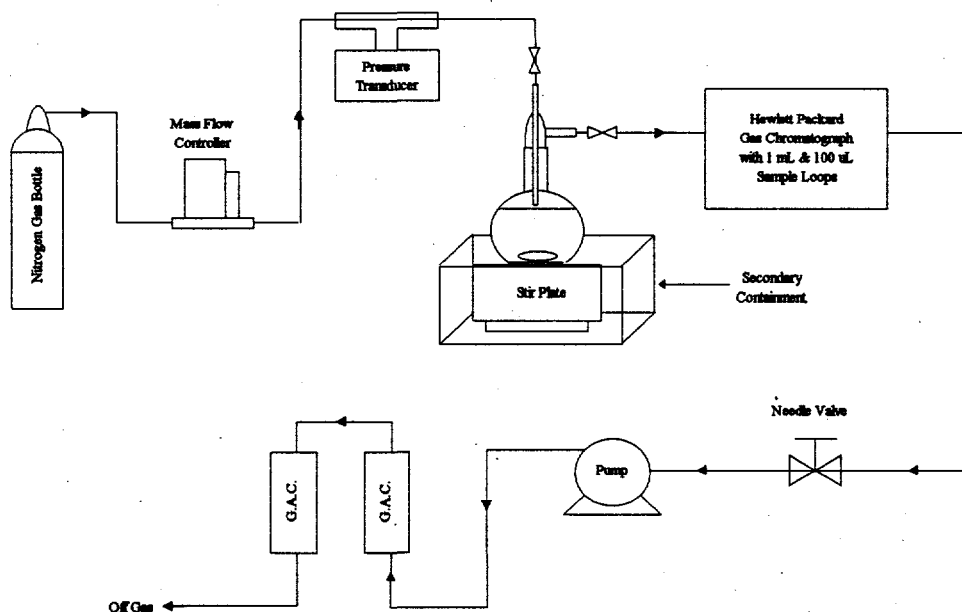 Pressure
Transducer
Mass Flow
Controller
Nitrogen Gas Bottle
Hewlett Packard
Gas Chromatograph
with 1 mL & 100 uL
Sample Loops
Stir Plate
Secondary
Containment
Needle Valve
Pump
G.A.C.
G.A.C.
Off Gas